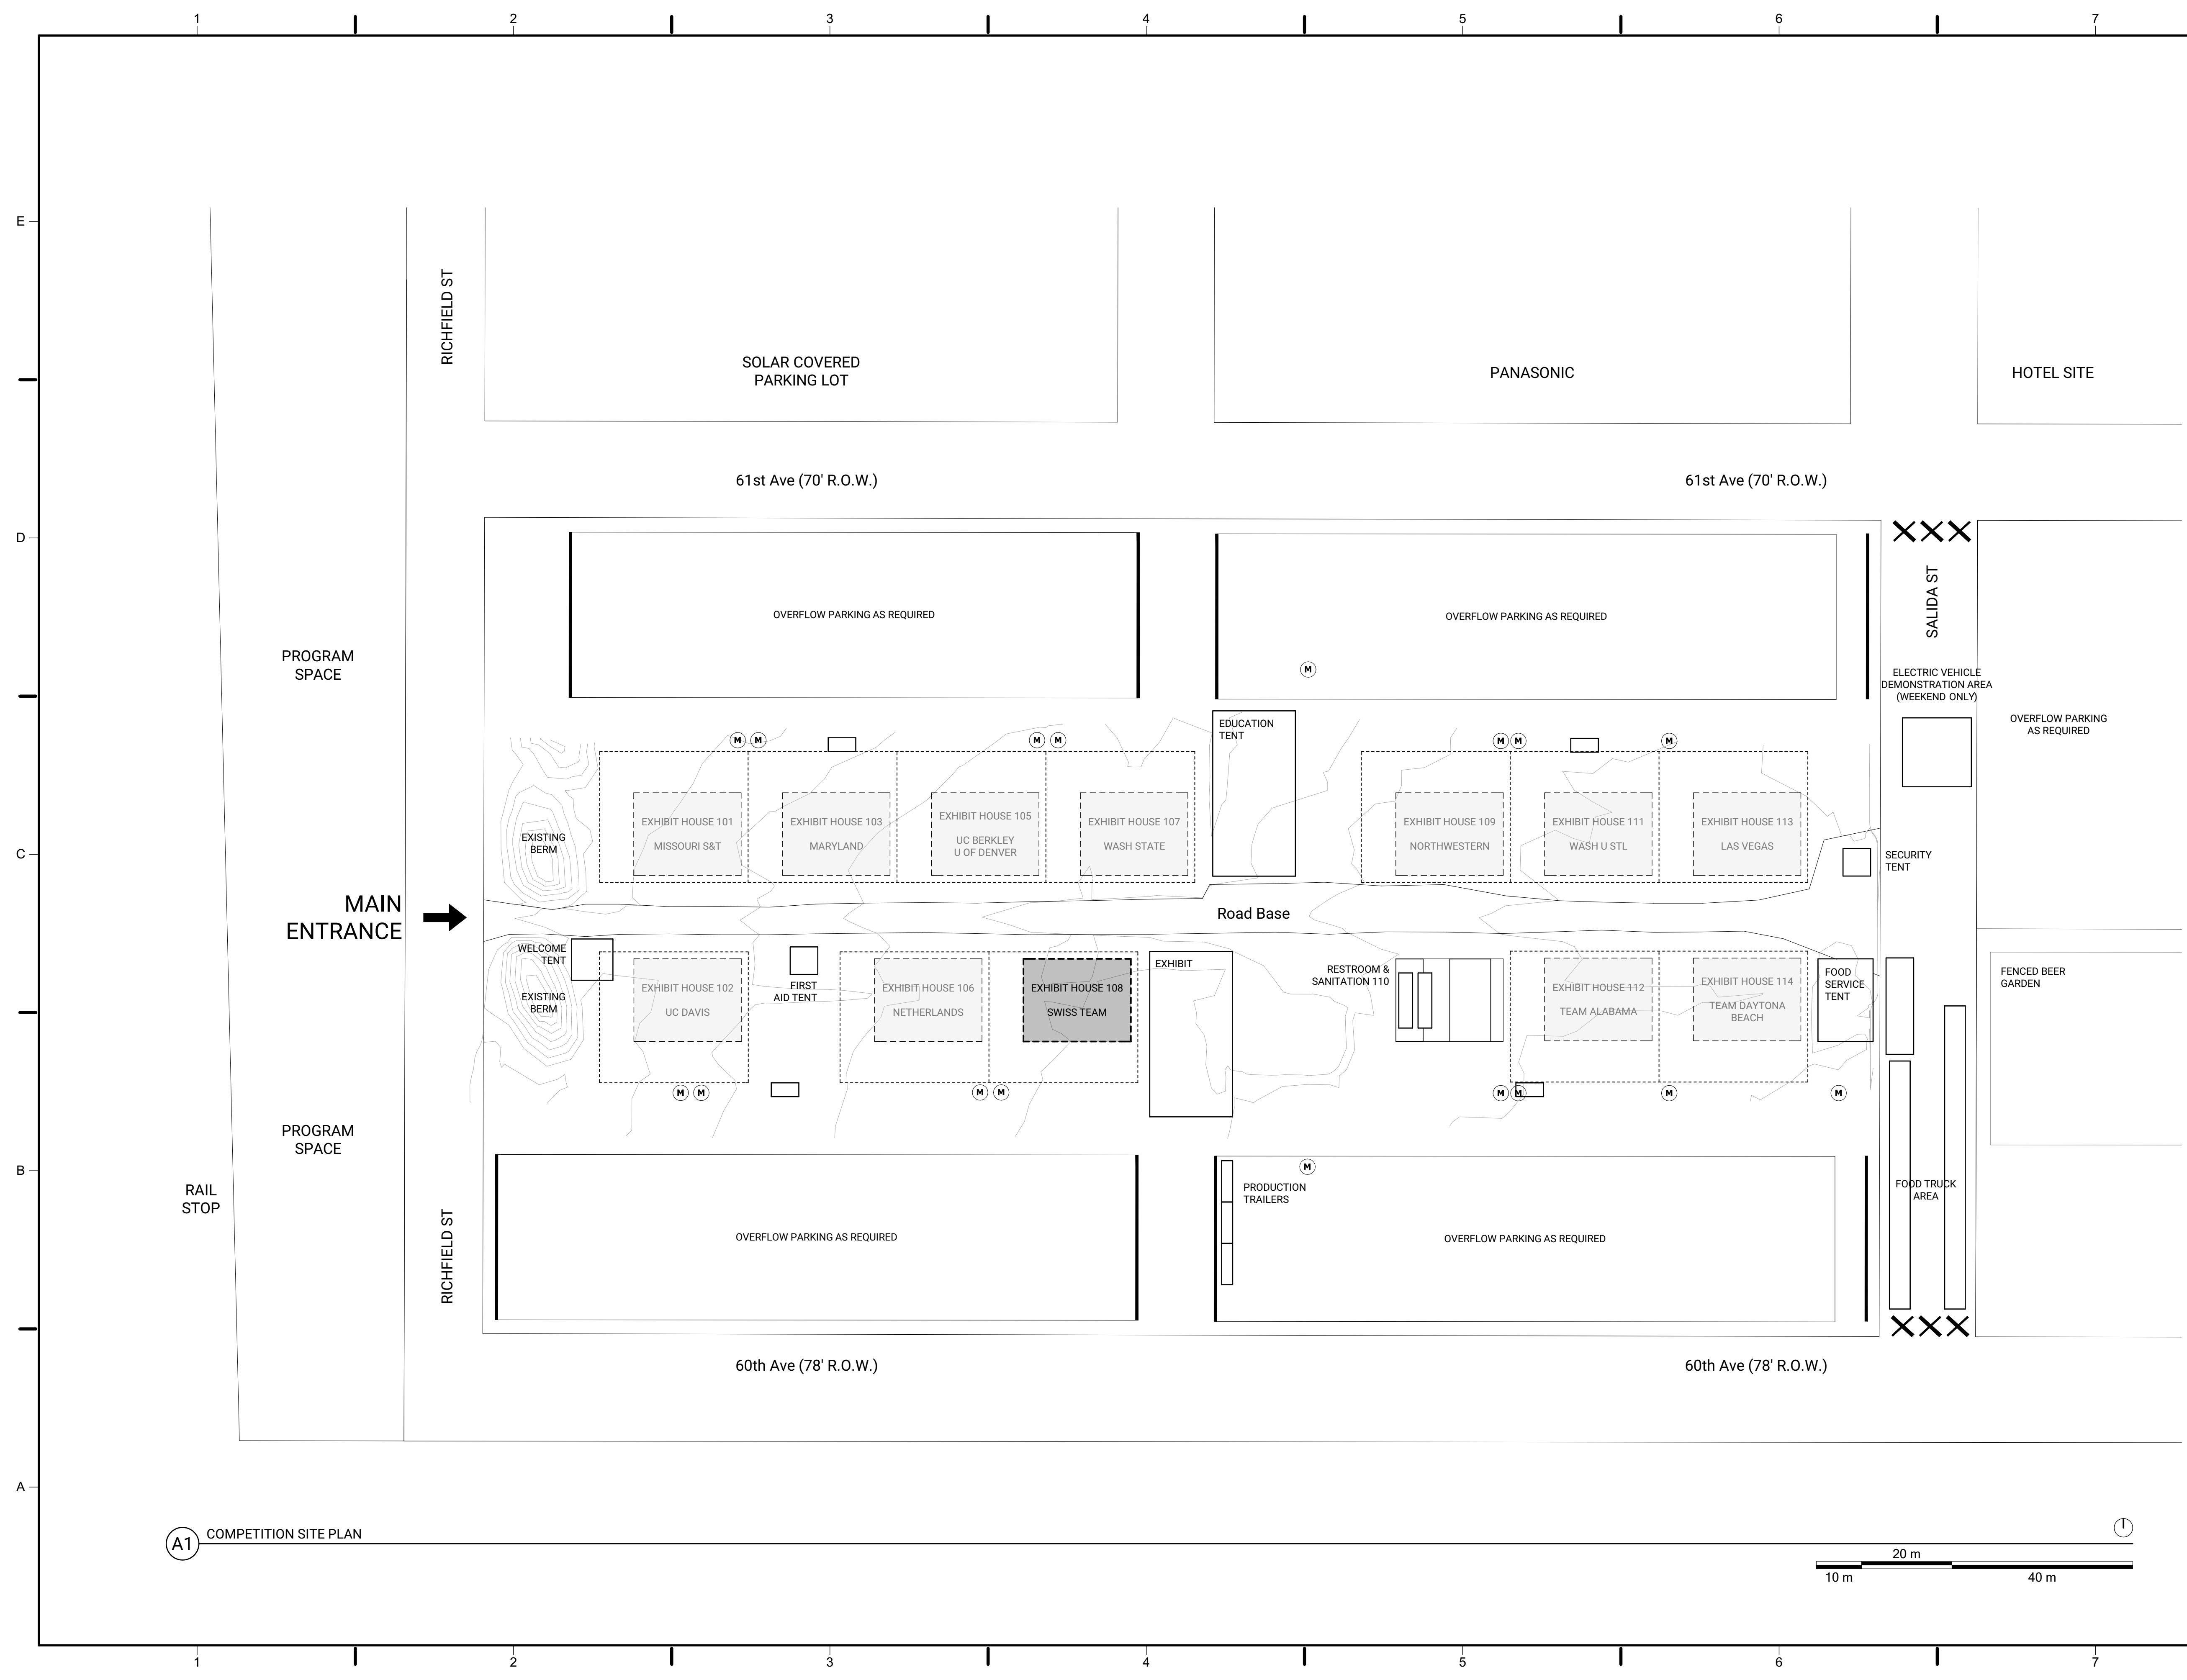 1 2 3 4 5 6 7
E
RICHFIELD ST
SOLAR COVERED
PARKING LOT
PANASONIC
HOTEL SITE
61st Ave (70' R.O.W.)
61st Ave (70' R.O.W.)
D
SALIDA ST
OVERFLOW PARKING AS REQUIRED
OVERFLOW PARKING AS REQUIRED
PROGRAM
SPACE
M
ELECTRIC VEHICLE
DEMONSTRATION AREA
(WEEKEND ONLY)
OVERFLOW PARKING
AS REQUIRED
EDUCATION
TENT
M M
M M
M M
M
C
EXISTING
BERM
EXHIBIT HOUSE 101
MISSOURI S&T
EXHIBIT HOUSE 103
MARYLAND
EXHIBIT HOUSE 105
UC BERKLEY
U OF DENVER
EXHIBIT HOUSE 107
WASH STATE
EXHIBIT HOUSE 109
NORTHWESTERN
EXHIBIT HOUSE 111
WASH U STL
EXHIBIT HOUSE 113
LAS VEGAS
SECURITY
TENT
MAIN
ENTRANCE
Road Base
WELCOME
TENT
EXISTING
BERM
EXHIBIT HOUSE 102
UC DAVIS
FIRST
AID TENT
EXHIBIT HOUSE 106
NETHERLANDS
EXHIBIT HOUSE 108
SWISS TEAM
EXHIBIT
RESTROOM &
SANITATION 110
EXHIBIT HOUSE 112
TEAM ALABAMA
EXHIBIT HOUSE 114
TEAM DAYTONA
BEACH
FOOD
SERVICE
TENT
FENCED BEER
GARDEN
M M
M M
M M
M
M
PROGRAM
SPACE
B
RAIL
STOP
M
PRODUCTION
TRAILERS
FOOD TRUCK
AREA
RICHFIELD ST
OVERFLOW PARKING AS REQUIRED
OVERFLOW PARKING AS REQUIRED
60th Ave (78' R.O.W.)
60th Ave (78' R.O.W.)
A
A1 COMPETITION SITE PLAN
20 m
10 m 40 m
1 2 3 4 5 6 7